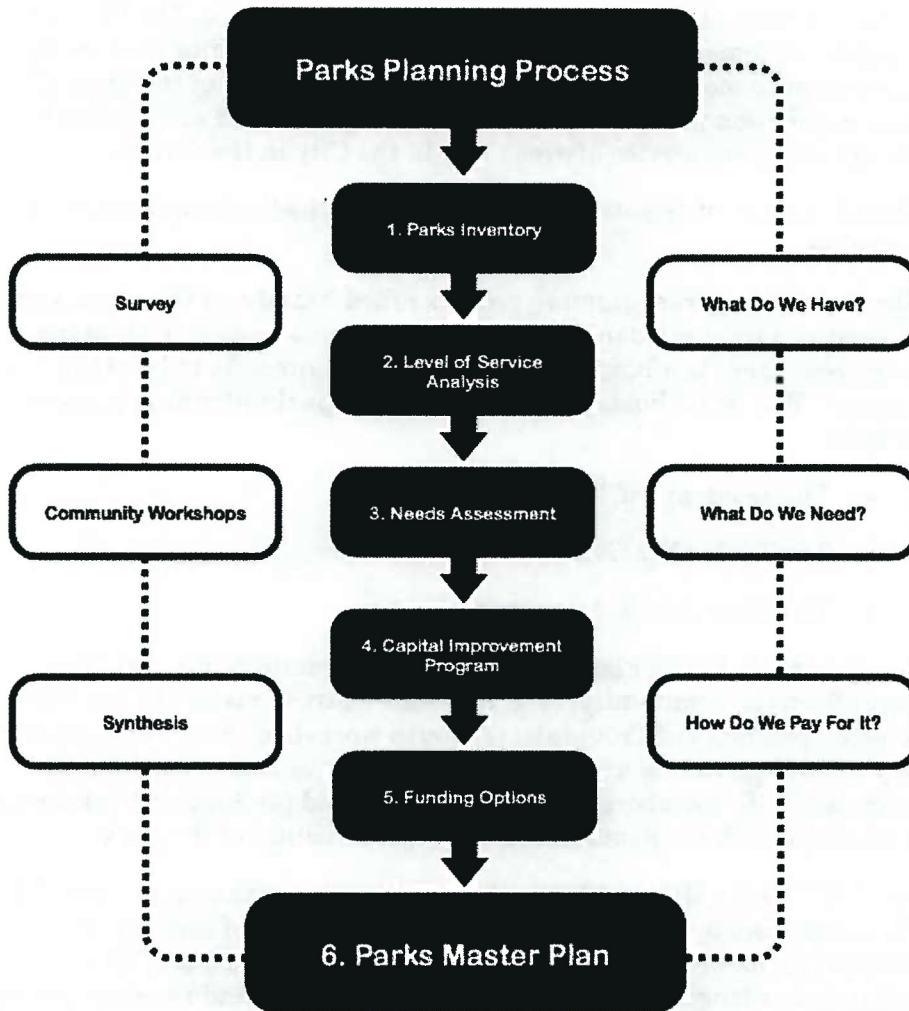 Parks Planning Process
1. Parks Inventory
Survey
What Do We Have?
2. Level of Service
Analysis
Community Workshops
3. Needs Assessment
What Do We Need?
4. Capital Improvement
Program
Synthesis
How Do We Pay For It?
5. Funding Options
6. Parks Master Plan